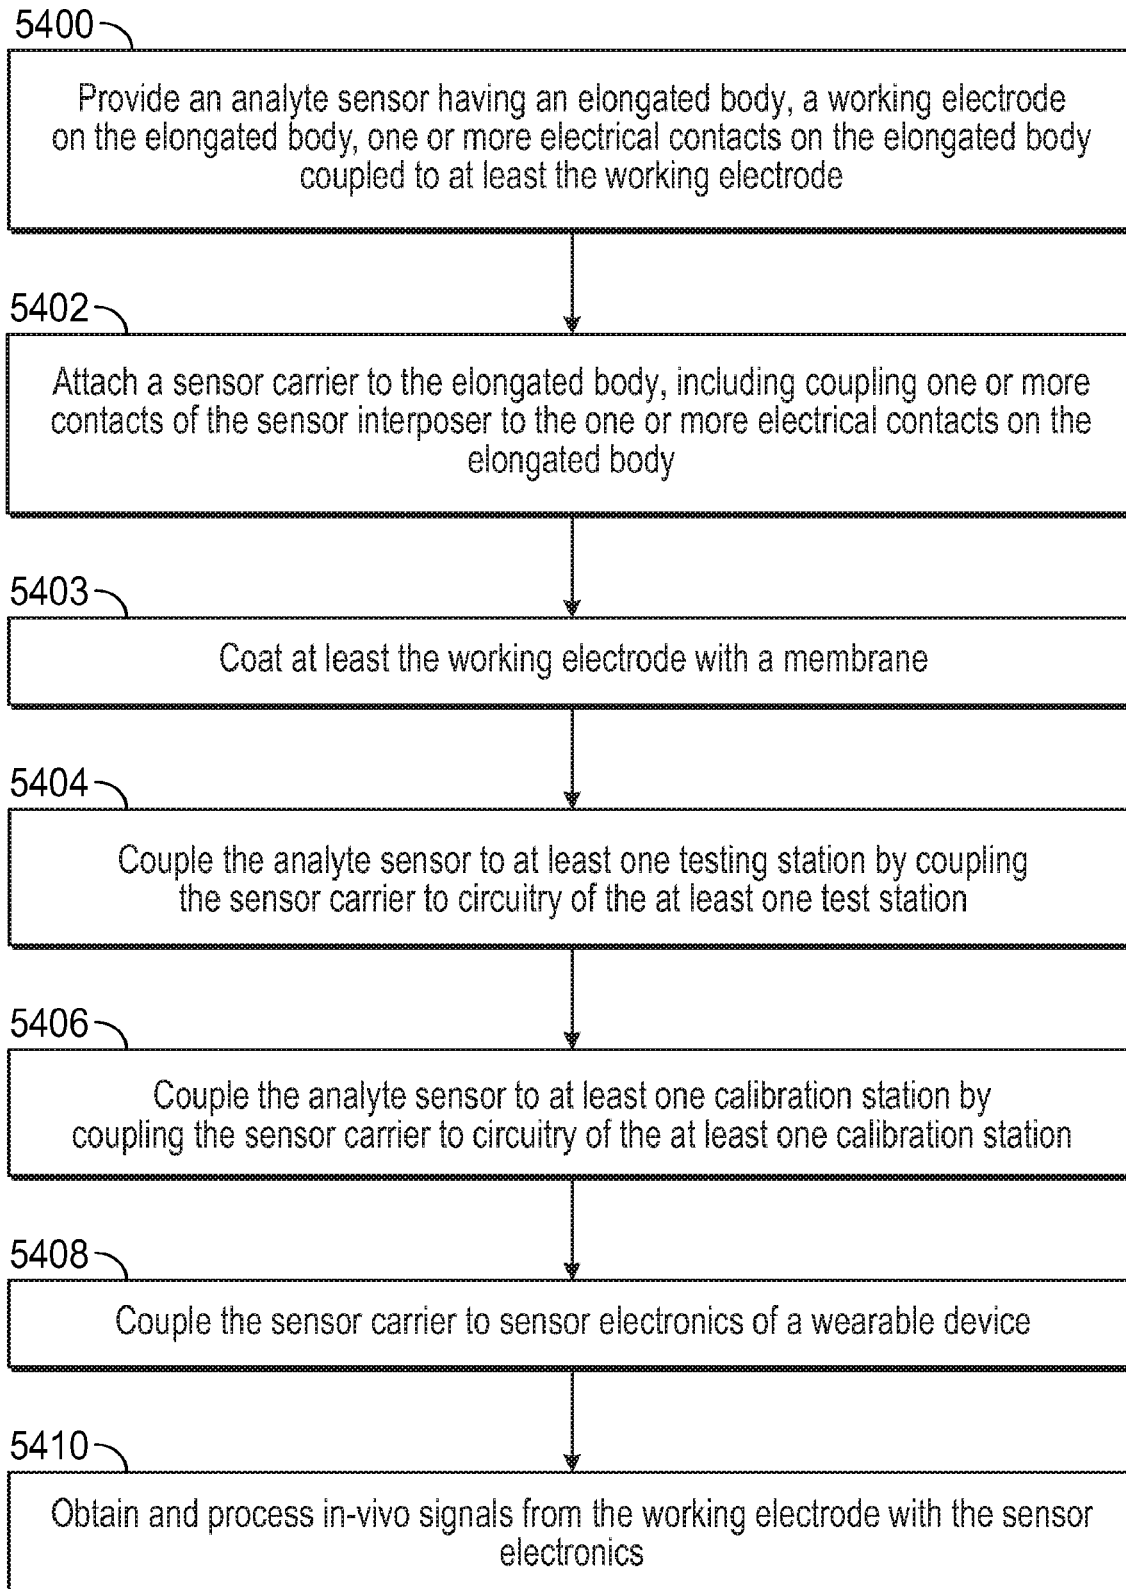 5400
Provide an analyte sensor having an elongated body, a working electrode
on the elongated body, one or more electrical contacts on the elongated body
coupled to at least the working electrode
5402
Attach a sensor carrier to the elongated body, including coupling one or more
contacts of the sensor interposer to the one or more electrical contacts on the
elongated body
5403
Coat at least the working electrode with a membrane
5404
Couple the analyte sensor to at least one testing station by coupling
the sensor carrier to circuitry of the at least one test station
5406
Couple the analyte sensor to at least one calibration station by
coupling the sensor carrier to circuitry of the at least one calibration station
5408
Couple the sensor carrier to sensor electronics of a wearable device
5410
Obtain and process in-vivo signals from the working electrode with the sensor
electronics